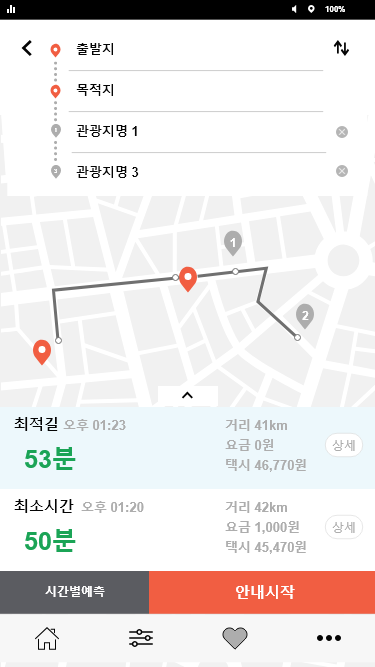 100%
출발지
목적지
1 관광지명 1
3 관광지명 3
1
2
최적길 오후 01:23
53분
거리 41km
요금 0원
택시 46,770원
상세
최소시간 오후 01:20
50분
거리 42km
요금 1,000원
택시 45,470원
상세
시간별예측
안내시작